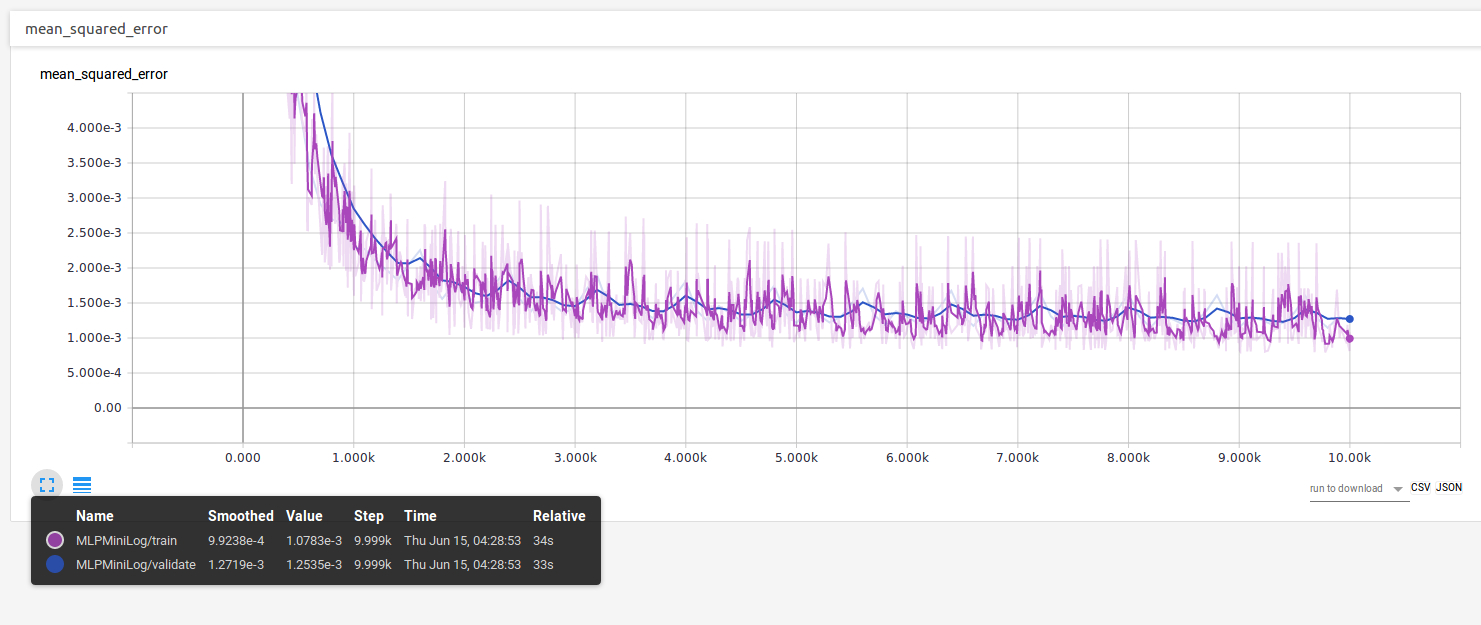 mean_squared_error
mean_squared_error
4.000e-3
3.500e-3
3.000e-3
2.500e-3
2.000e-3
1.500e-3
1.000e-3
5.000e-4
0.00
0.000 1.000k 2.000k 3.000k 4.000k 5.000k 6.000k 7.000k 8.000k 9.000k 10.00k
run to download CSV JSON
Name Smoothed Value Step Time Relative
MLPMiniLog/train 9.9238e-4 1.0783e-3 9.999k Thu Jun 15, 04:28:53 34s
MLPMiniLog/validate 1.2719e-3 1.2535e-3 9.999k Thu Jun 15, 04:28:53 33s